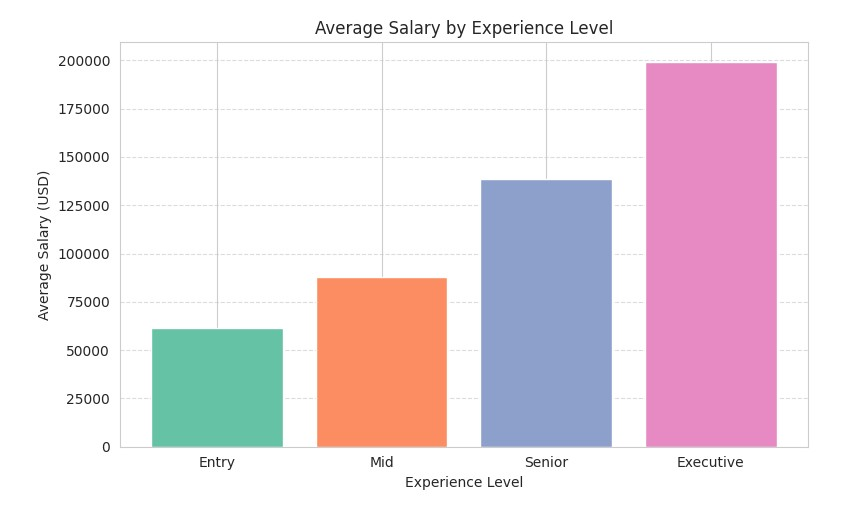 Average Salary by Experience Level
200000
175000
150000
125000
100000
75000
50000
25000
0
Average Salary (USD)
Entry Mid Senior Executive
Experience Level